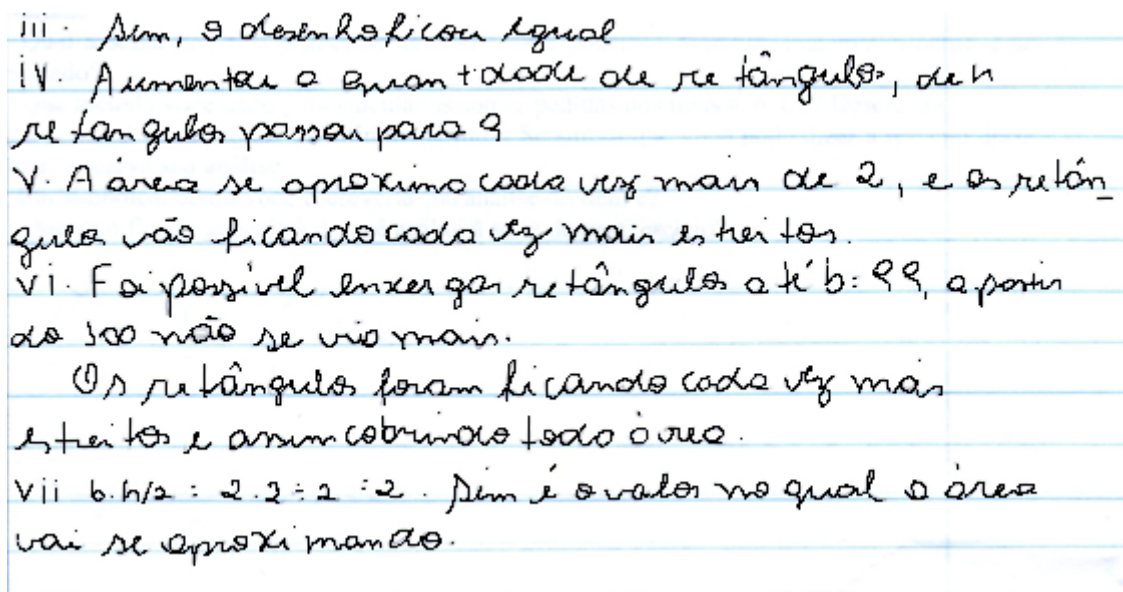 iii. Sim, o desenho ficou igual
iv. Aumentou a quantidade de retângulos, de 4
retangulos passou para 9
V. A área se aproxima cada vez mais de 2, e os retân_
gulos vão ficando cada vez mais estreitos.
vi. Foi possível enxergar retângulos até b: 99, a partir
do 100 não se viu mais.
Os retângulos foram ficando cada vez mais
estreitos e assim cobrindo toda área.
Vii b.h/2 = 2.2÷2 = 2. Sim é o valor no qual a área
vai se aproximando.